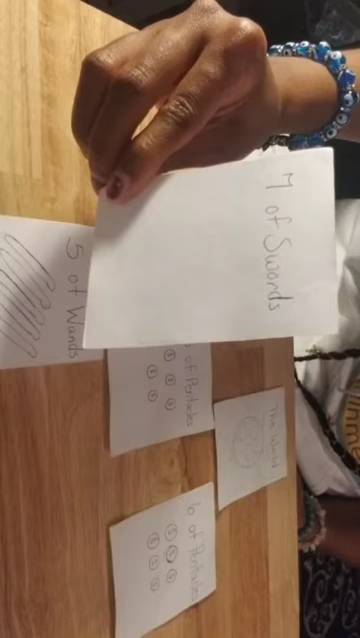 7 of Swords
5 of Wands
of Pentacles
The World
6 of Pentacles